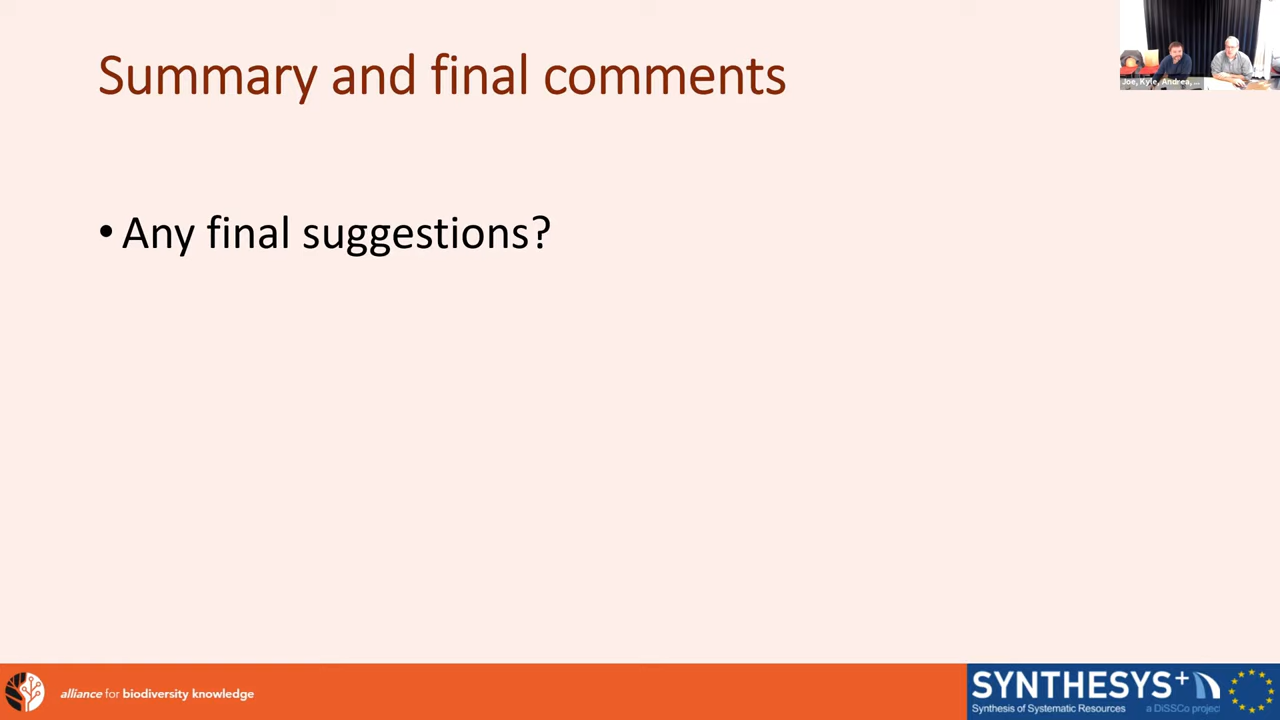 Summary and final comments
Joe, Kyle, Andrea, ...
• Any final suggestions?
alliance for biodiversity knowledge
SYNTHESYS+
Synthesis of Systematic Resources
a DiSSCo project